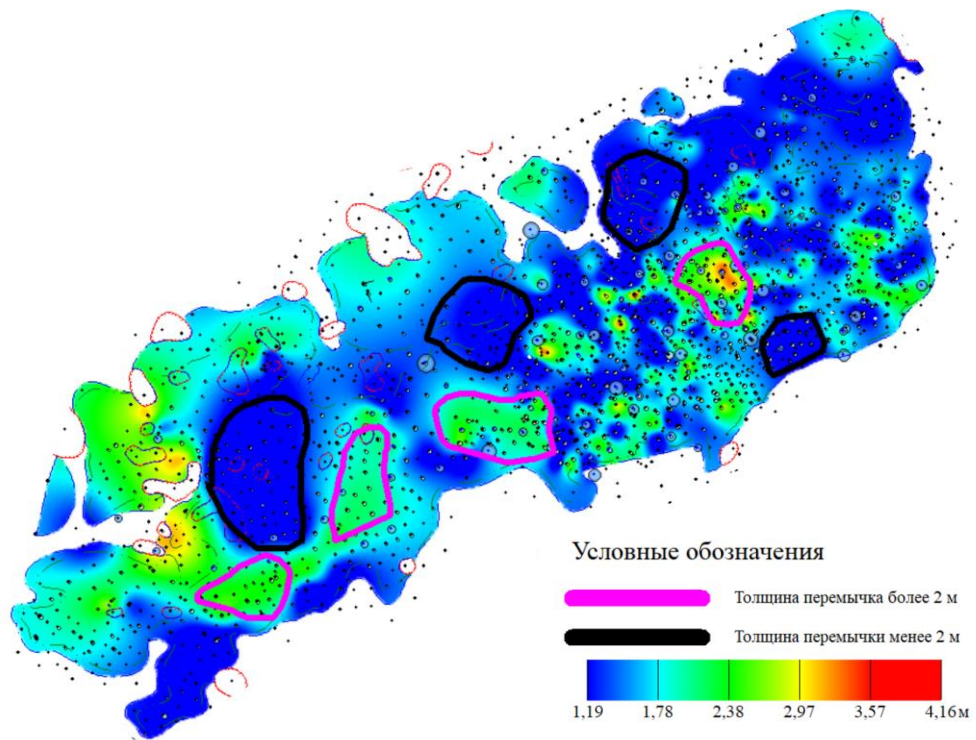 Условные обозначения
Толщина перемычка более 2 м
Толщина перемычки менее 2 м
1,19 1,78 2,38 2,97 3,57 4,16м